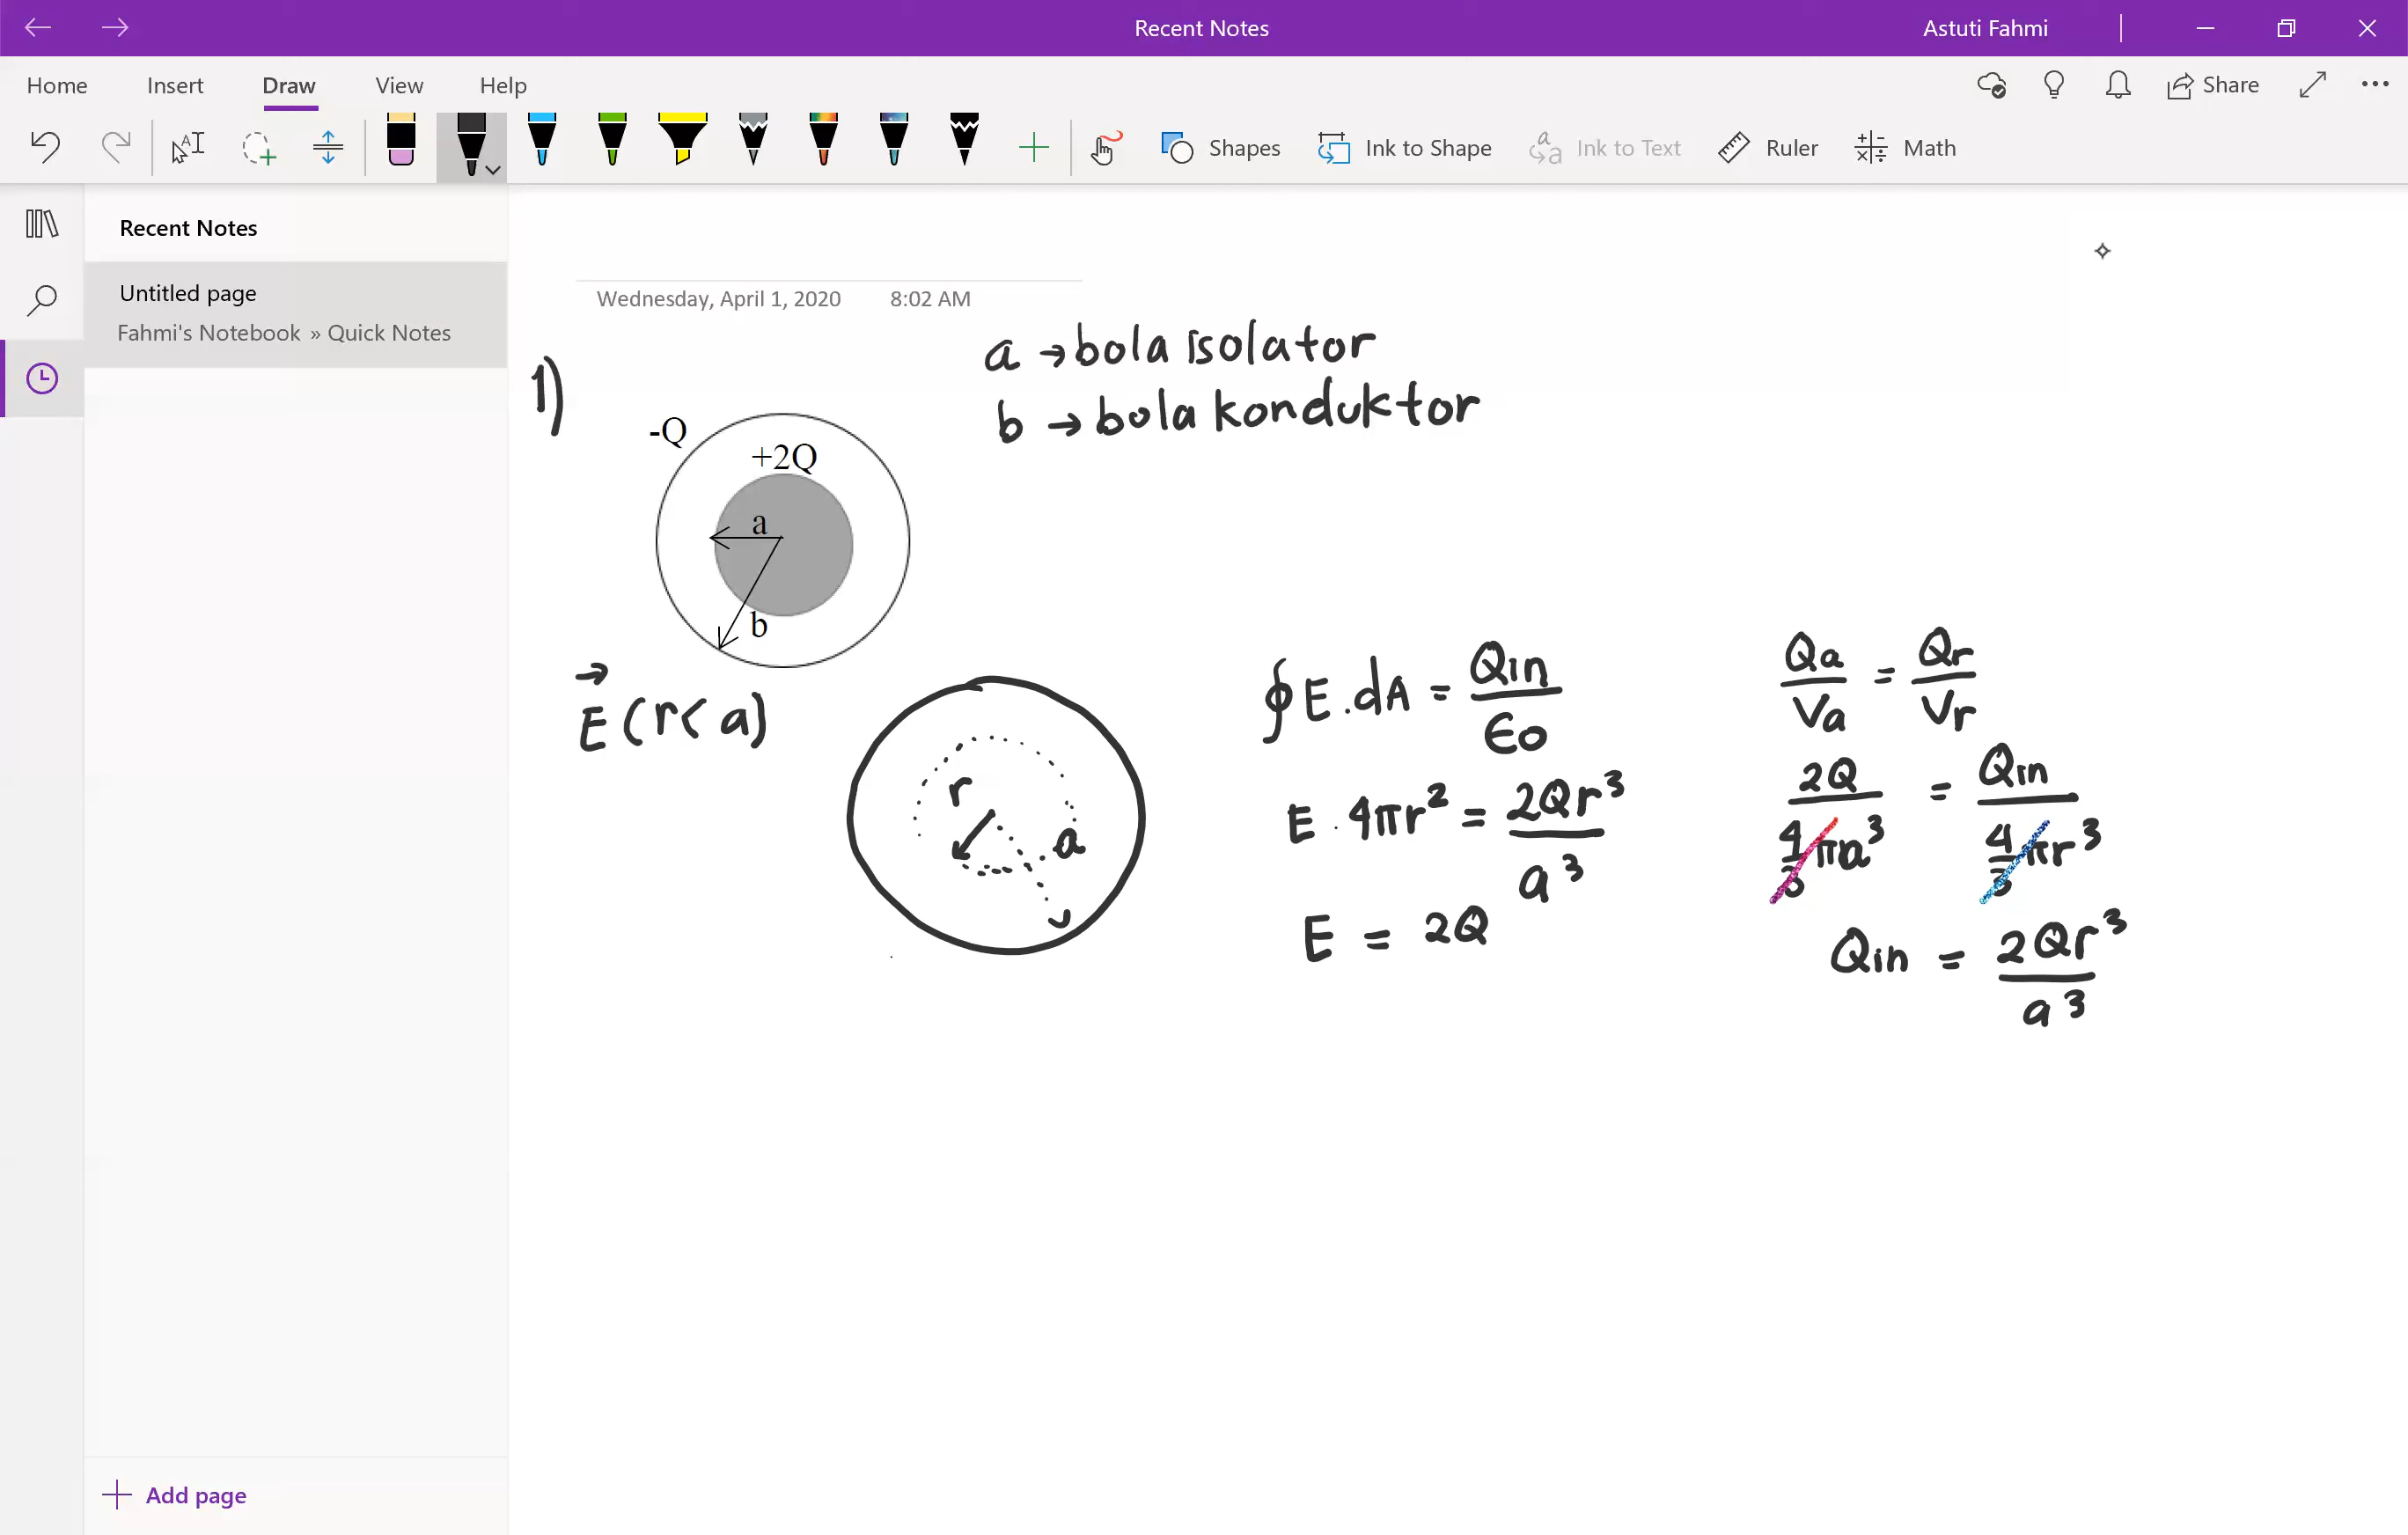 Recent Notes
Astuti Fahmi
Home Insert Draw View Help
Share
Shapes Ink to Shape Ink to Text Ruler Math
Recent Notes
Untitled page
Fahmi's Notebook » Quick Notes
Add page
Wednesday, April 1, 2020 8:02 AM
1)
a → bola isolator
b → bola konduktor
-Q
+2Q
a
b
E⃗ (r < a)
r
a
∮ E . dA = Qin / ϵ0
E . 4πr² = 2Qr³ / a³
E = 2Q
Qa / Va = Qr / Vr
2Q / 4/3 πa³ = Qin / 4/3 πr³
Qin = 2Qr³ / a³